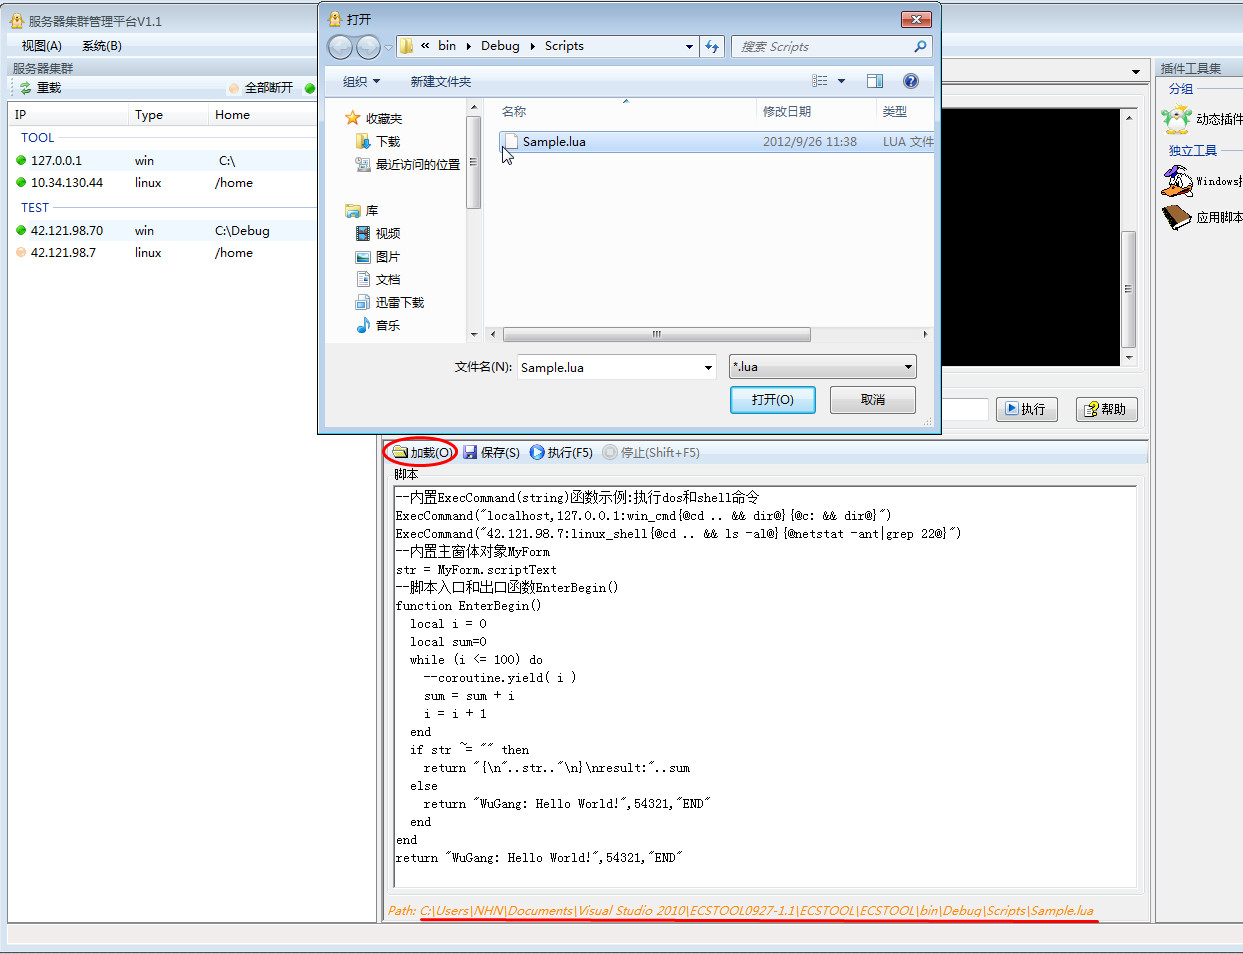 服务器集群管理平台V1.1
视图(A) 系统(B)
服务器集群
重载 全部断开
IP Type Home
TOOL
127.0.0.1 win C:\
10.34.130.44 linux /home
TEST
42.121.98.70 win C:\Debug
42.121.98.7 linux /home
打开
« bin Debug Scripts
搜索 Scripts
组织 新建文件夹
收藏夹
下载
最近访问的位置
库
视频
图片
文档
迅雷下载
音乐
名称 修改日期 类型
Sample.lua 2012/9/26 11:38 LUA 文件
文件名(N): Sample.lua *.lua
打开(O) 取消
执行 帮助
插件工具集
分组
动态插件
独立工具
Windows
应用脚本
加载(O) 保存(S) 执行(F5) 停止(Shift+F5)
脚本
--内置ExecCommand(string)函数示例:执行dos和shell命令
ExecCommand("localhost,127.0.0.1:win_cmd{@cd .. && dir@}{@c: && dir@}")
ExecCommand("42.121.98.7:linux_shell{@cd .. && ls -al@}{@netstat -ant|grep 22@}")
--内置主窗体对象MyForm
str = MyForm.scriptText
--脚本入口和出口函数EnterBegin()
function EnterBegin()
local i = 0
local sum=0
while (i <= 100) do
--coroutine.yield( i )
sum = sum + i
i = i + 1
end
if str ~= "" then
return "{\n"..str.."\n}\nresult:"..sum
else
return "WuGang: Hello World!",54321,"END"
end
end
return "WuGang: Hello World!",54321,"END"
Path: C:\Users\NHN\Documents\Visual Studio 2010\ECSTOOL0927-1.1\ECSTOOL\ECSTOOL\bin\Debug\Scripts\Sample.lua